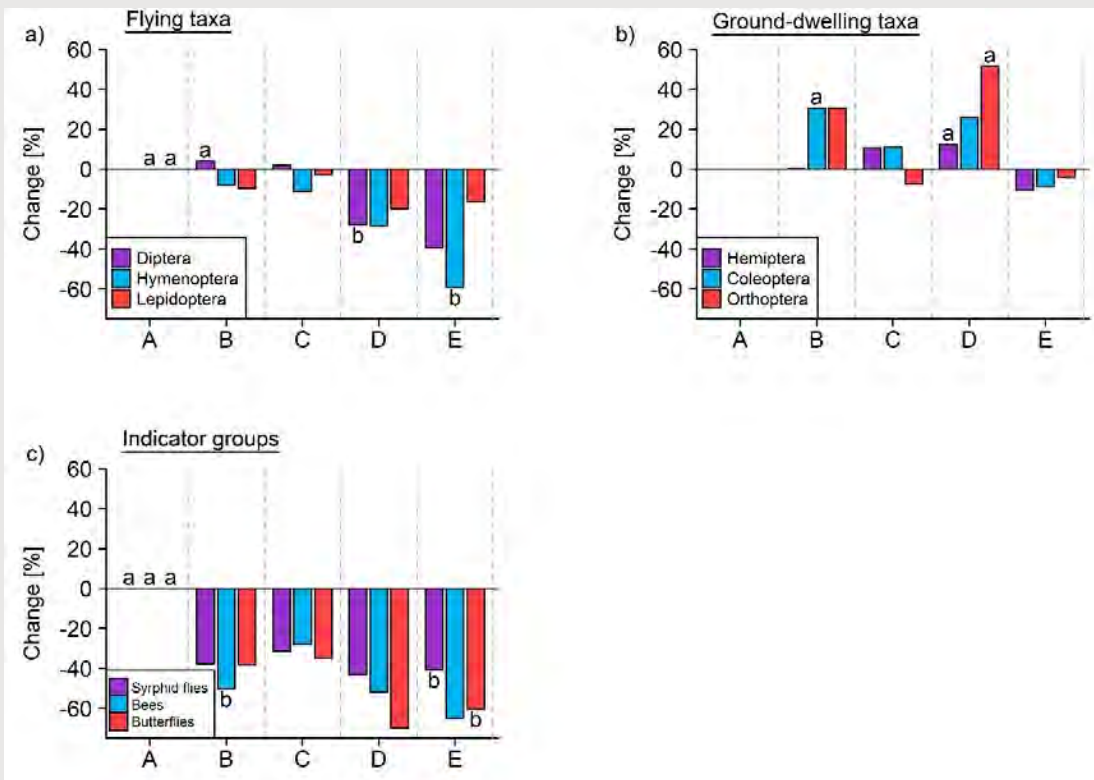 Flying taxa
a)
60
40
20
0
-20
-40
-60
Change [%]
a a
a
b
b
Diptera
Hymenoptera
Lepidoptera
A B C D E
Ground-dwelling taxa
b)
60
40
20
0
-20
-40
-60
Change [%]
a
a
a
Hemiptera
Coleoptera
Orthoptera
A B C D E
Indicator groups
c)
60
40
20
0
-20
-40
-60
Change [%]
a a a
b
b
b
Syrphid flies
Bees
Butterflies
A B C D E